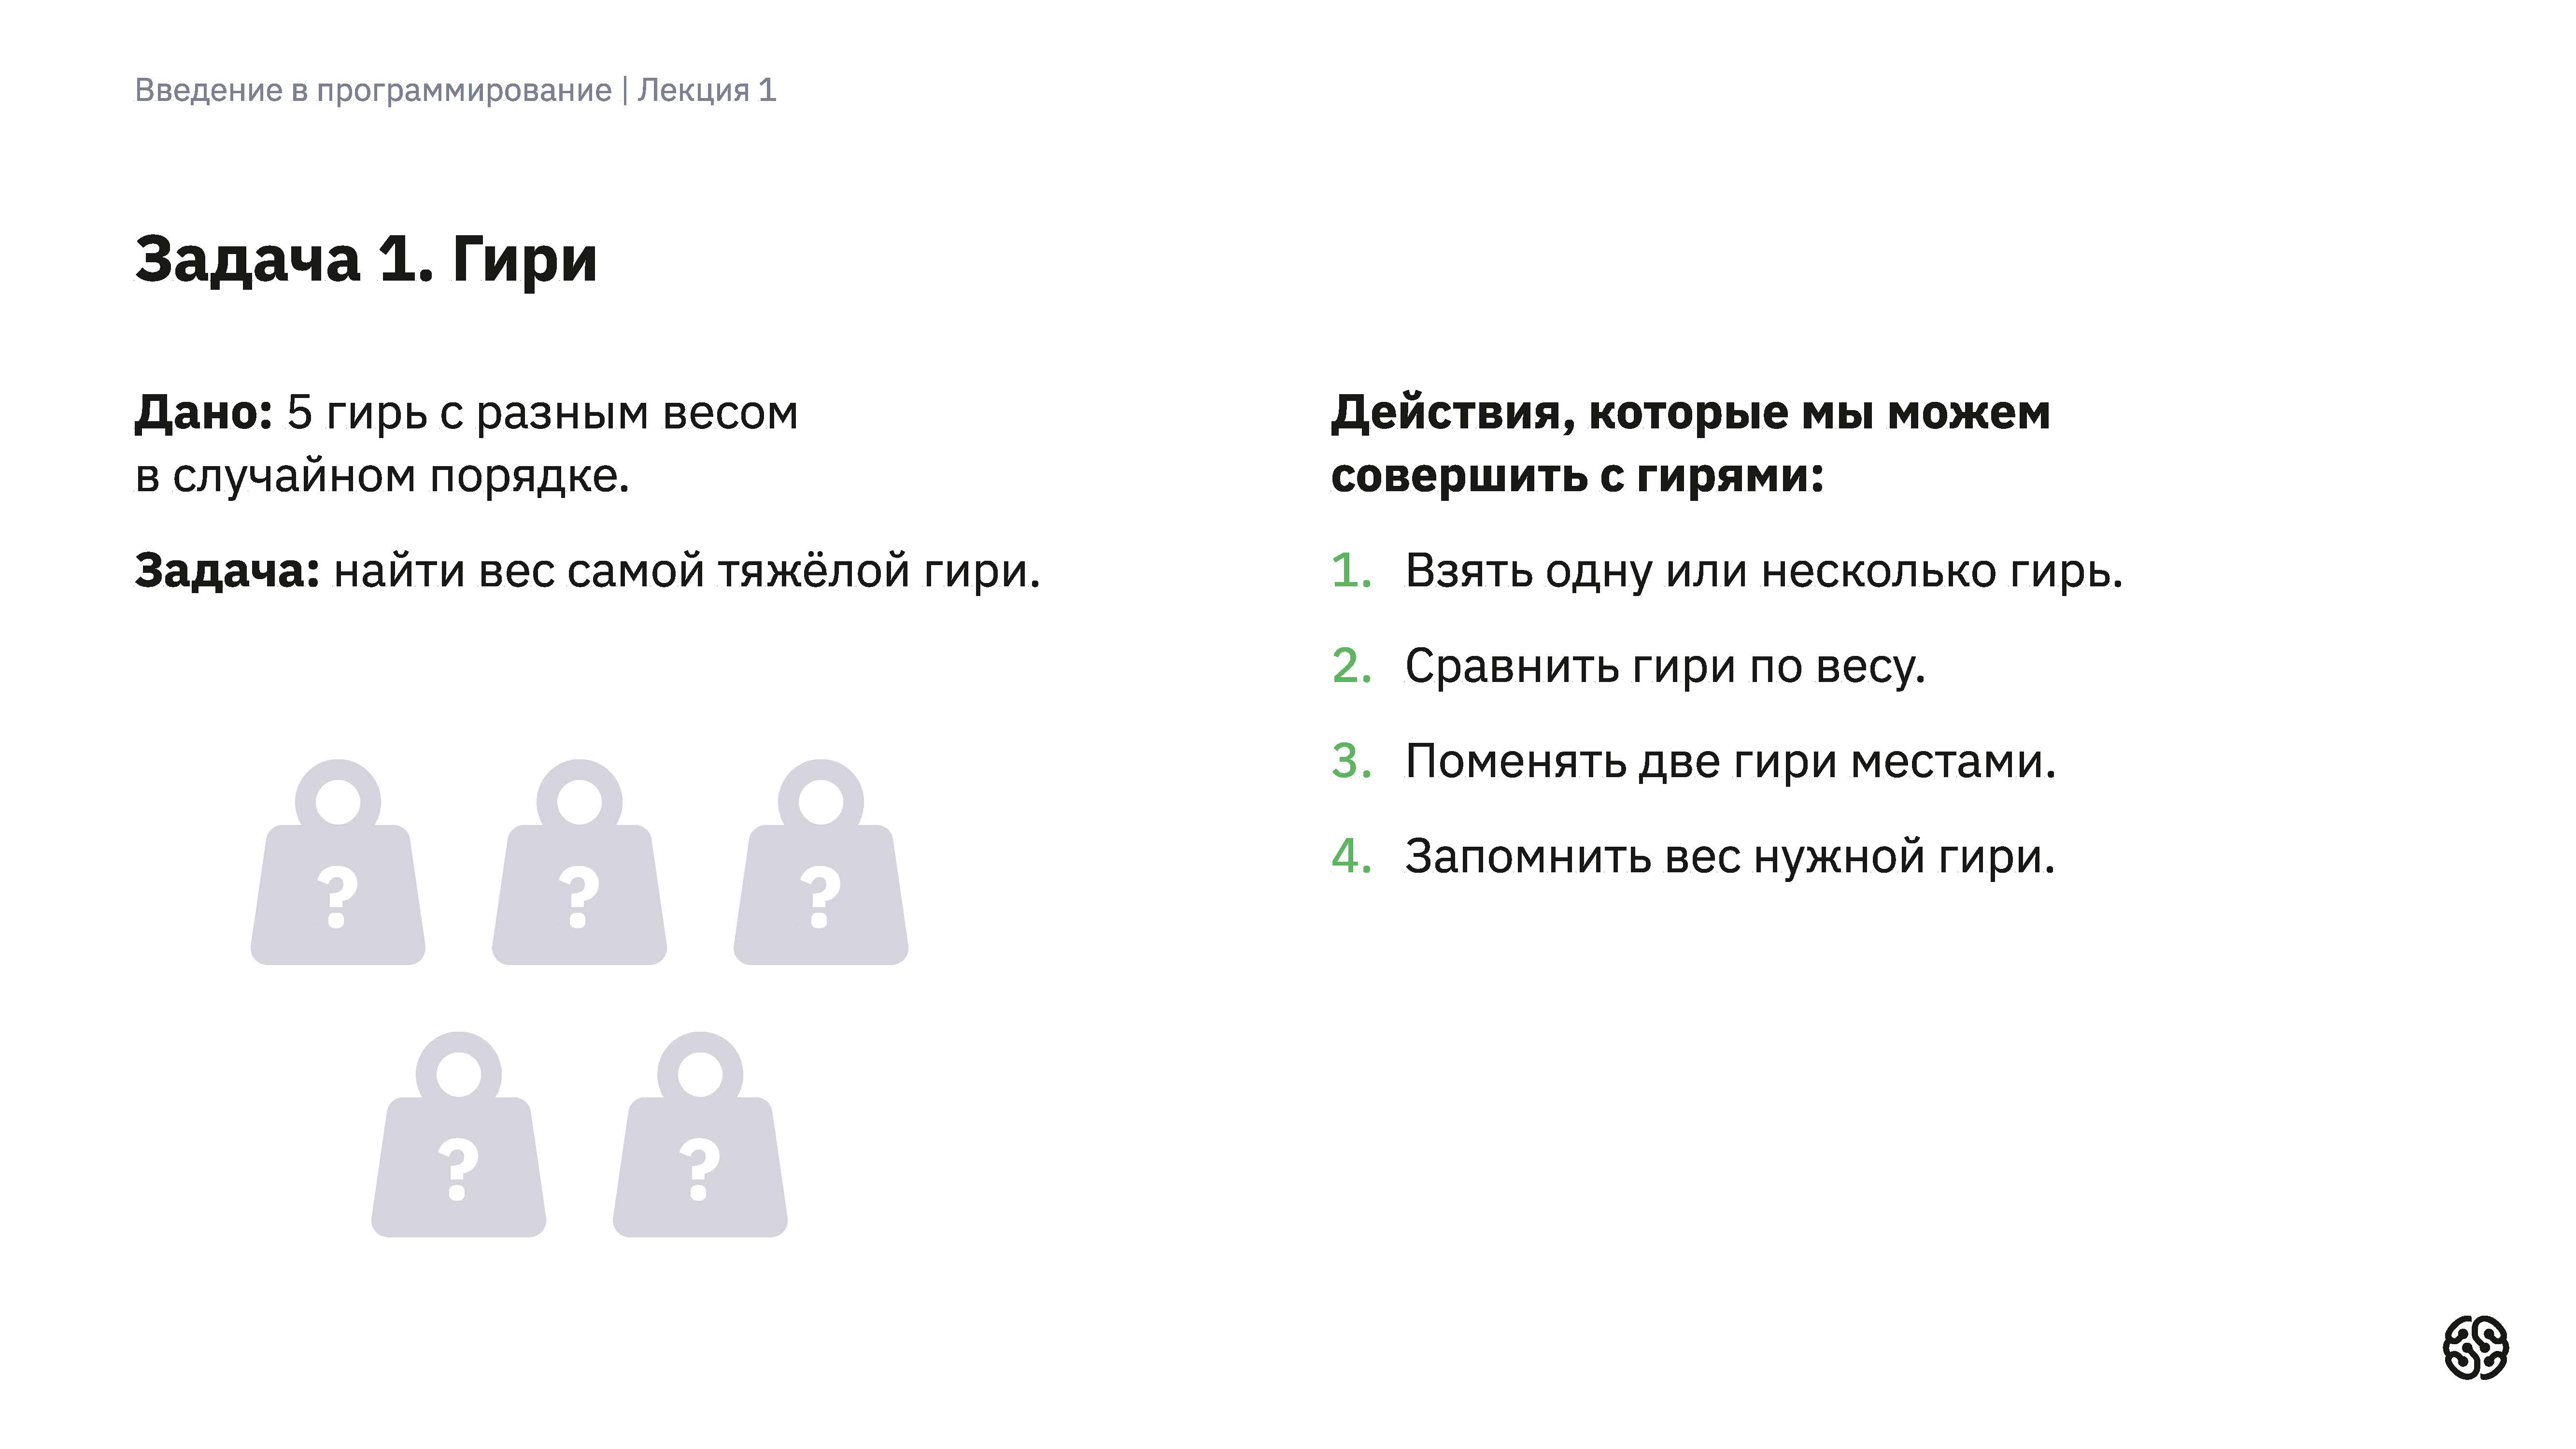 Введение в программирование | Лекция 1
Задача 1. Гири
Дано: 5 гирь с разным весом
в случайном порядке.
Задача: найти вес самой тяжёлой гири.
? ? ?
? ?
Действия, которые мы можем
совершить с гирями:
1. Взять одну или несколько гирь.
2. Сравнить гири по весу.
3. Поменять две гири местами.
4. Запомнить вес нужной гири.